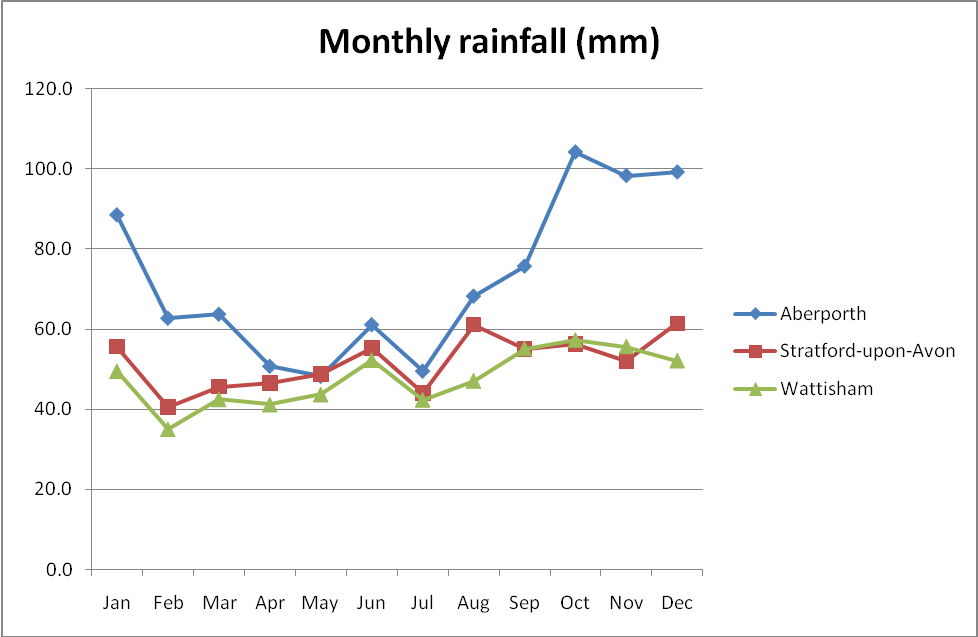 Monthly rainfall (mm)
120.0
100.0
80.0
60.0
40.0
20.0
0.0
Jan Feb Mar Apr May Jun Jul Aug Sep Oct Nov Dec
Aberporth
Stratford-upon-Avon
Wattisham